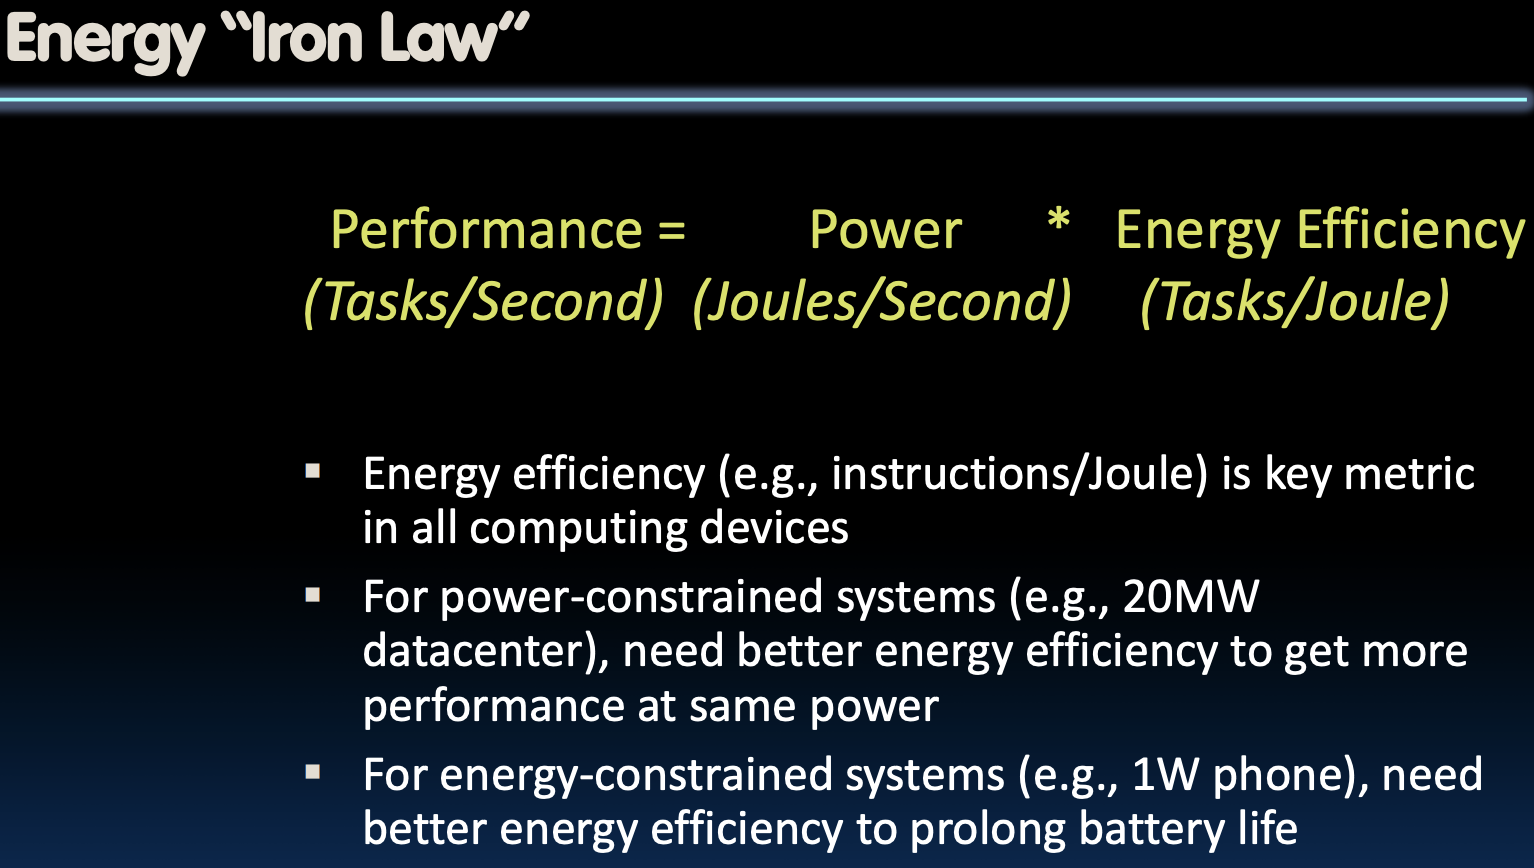 Energy “Iron Law”
Performance = Power * Energy Efficiency
(Tasks/Second) (Joules/Second) (Tasks/Joule)
▪ Energy efficiency (e.g., instructions/Joule) is key metric
in all computing devices
▪ For power-constrained systems (e.g., 20MW
datacenter), need better energy efficiency to get more
performance at same power
▪ For energy-constrained systems (e.g., 1W phone), need
better energy efficiency to prolong battery life